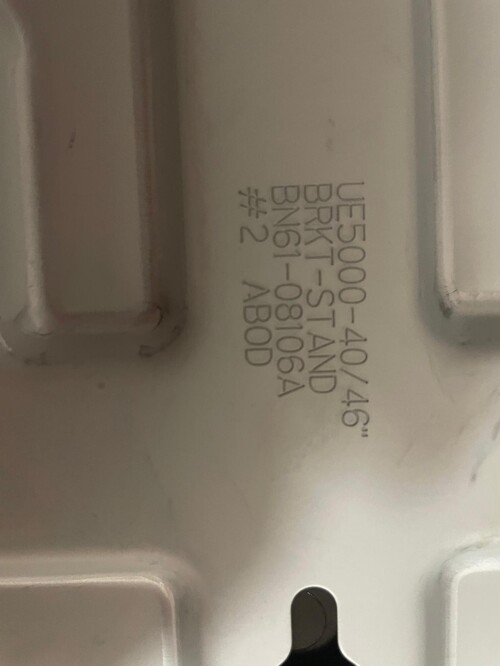 UE5000-40/46"
BRKT-STAND
BN61-08106A
#2 ABOD